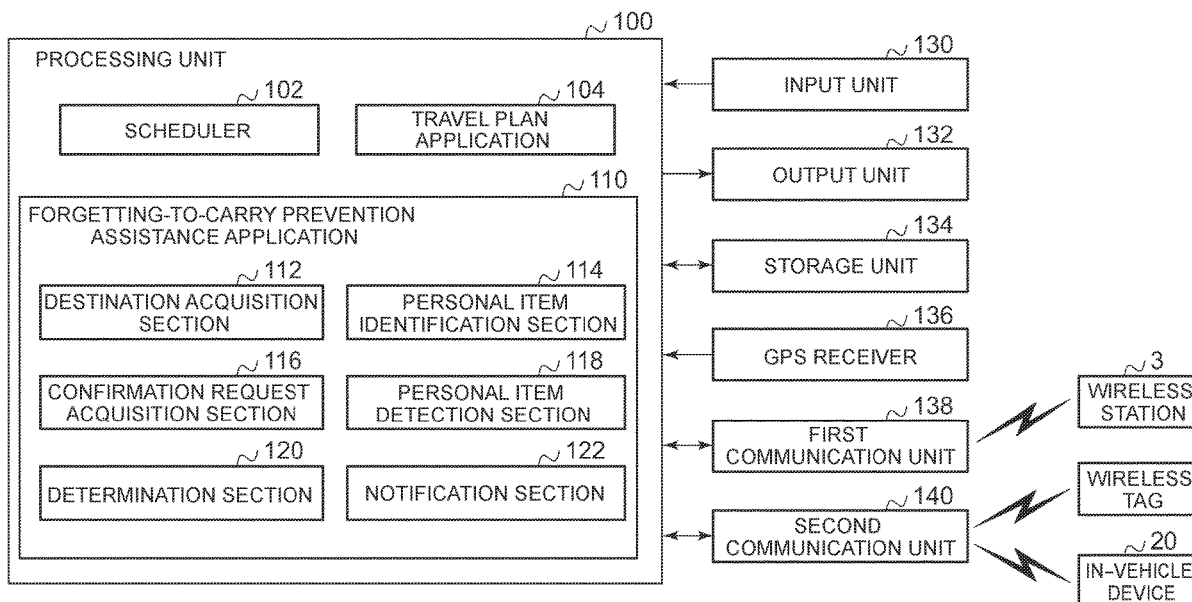 100
PROCESSING UNIT
102
SCHEDULER
104
TRAVEL PLAN
APPLICATION
110
FORGETTING-TO-CARRY PREVENTION
ASSISTANCE APPLICATION
112
DESTINATION ACQUISITION
SECTION
114
PERSONAL ITEM
IDENTIFICATION SECTION
116
CONFIRMATION REQUEST
ACQUISITION SECTION
118
PERSONAL ITEM
DETECTION SECTION
120
DETERMINATION SECTION
122
NOTIFICATION SECTION
130
INPUT UNIT
132
OUTPUT UNIT
134
STORAGE UNIT
136
GPS RECEIVER
138
FIRST
COMMUNICATION UNIT
3
WIRELESS
STATION
140
SECOND
COMMUNICATION UNIT
WIRELESS
TAG
20
IN-VEHICLE
DEVICE